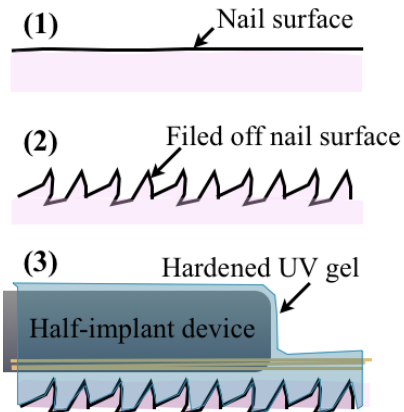 (1)
Nail surface
(2)
Filed off nail surface
(3)
Hardened UV gel
Half-implant device